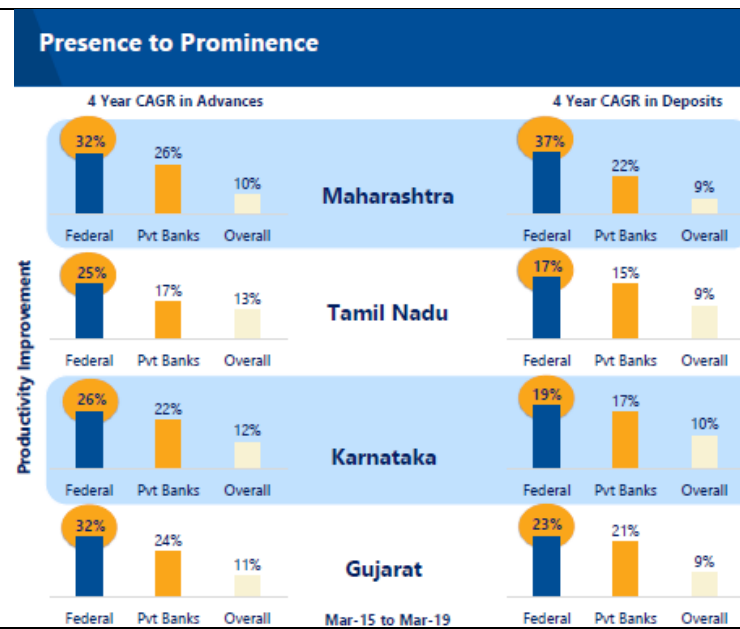 Presence to Prominence
4 Year CAGR in Advances
4 Year CAGR in Deposits
Productivity Improvement
32%
26%
10%
Federal Pvt Banks Overall
Maharashtra
37%
22%
9%
Federal Pvt Banks Overall
25%
17%
13%
Federal Pvt Banks Overall
Tamil Nadu
17%
15%
9%
Federal Pvt Banks Overall
26%
22%
12%
Federal Pvt Banks Overall
Karnataka
19%
17%
10%
Federal Pvt Banks Overall
32%
24%
11%
Federal Pvt Banks Overall
Gujarat
23%
21%
9%
Federal Pvt Banks Overall
Mar-15 to Mar-19